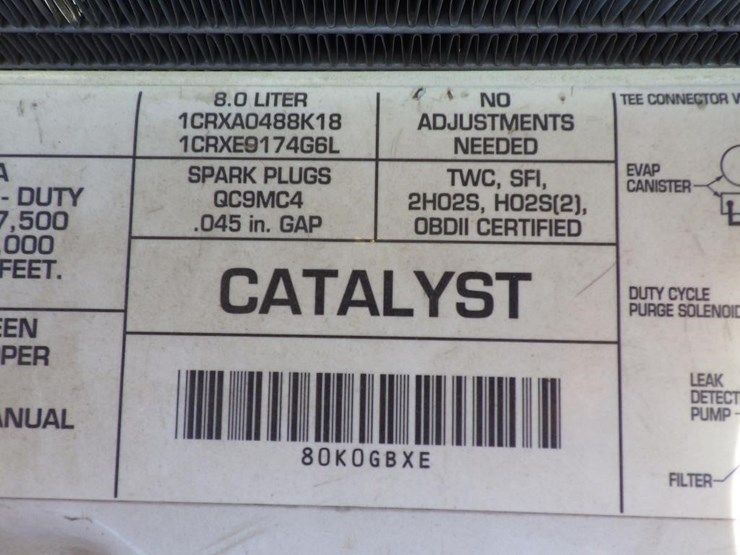 A
- DUTY
7,500
000
FEET.
EEN
PER
ANUAL
8.0 LITER
1CRXA0488K18
1CRXE9174G6L
SPARK PLUGS
QC9MC4
.045 in. GAP
NO
ADJUSTMENTS
NEEDED
TWC, SFI,
2HO2S, HO2S(2),
OBDII CERTIFIED
CATALYST
80K0GBXE
TEE CONNECTOR
EVAP
CANISTER
DUTY CYCLE
PURGE SOLENOID
LEAK
DETECT
PUMP
FILTER